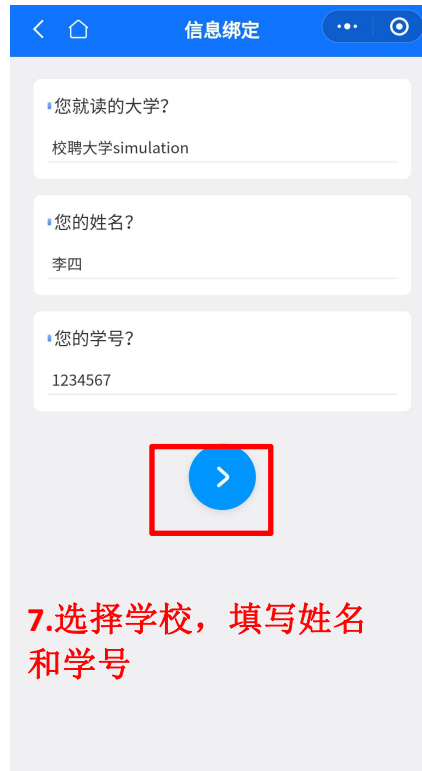 信息绑定
您就读的大学?
校聘大学simulation
您的姓名?
李四
您的学号?
1234567
7.选择学校，填写姓名
和学号